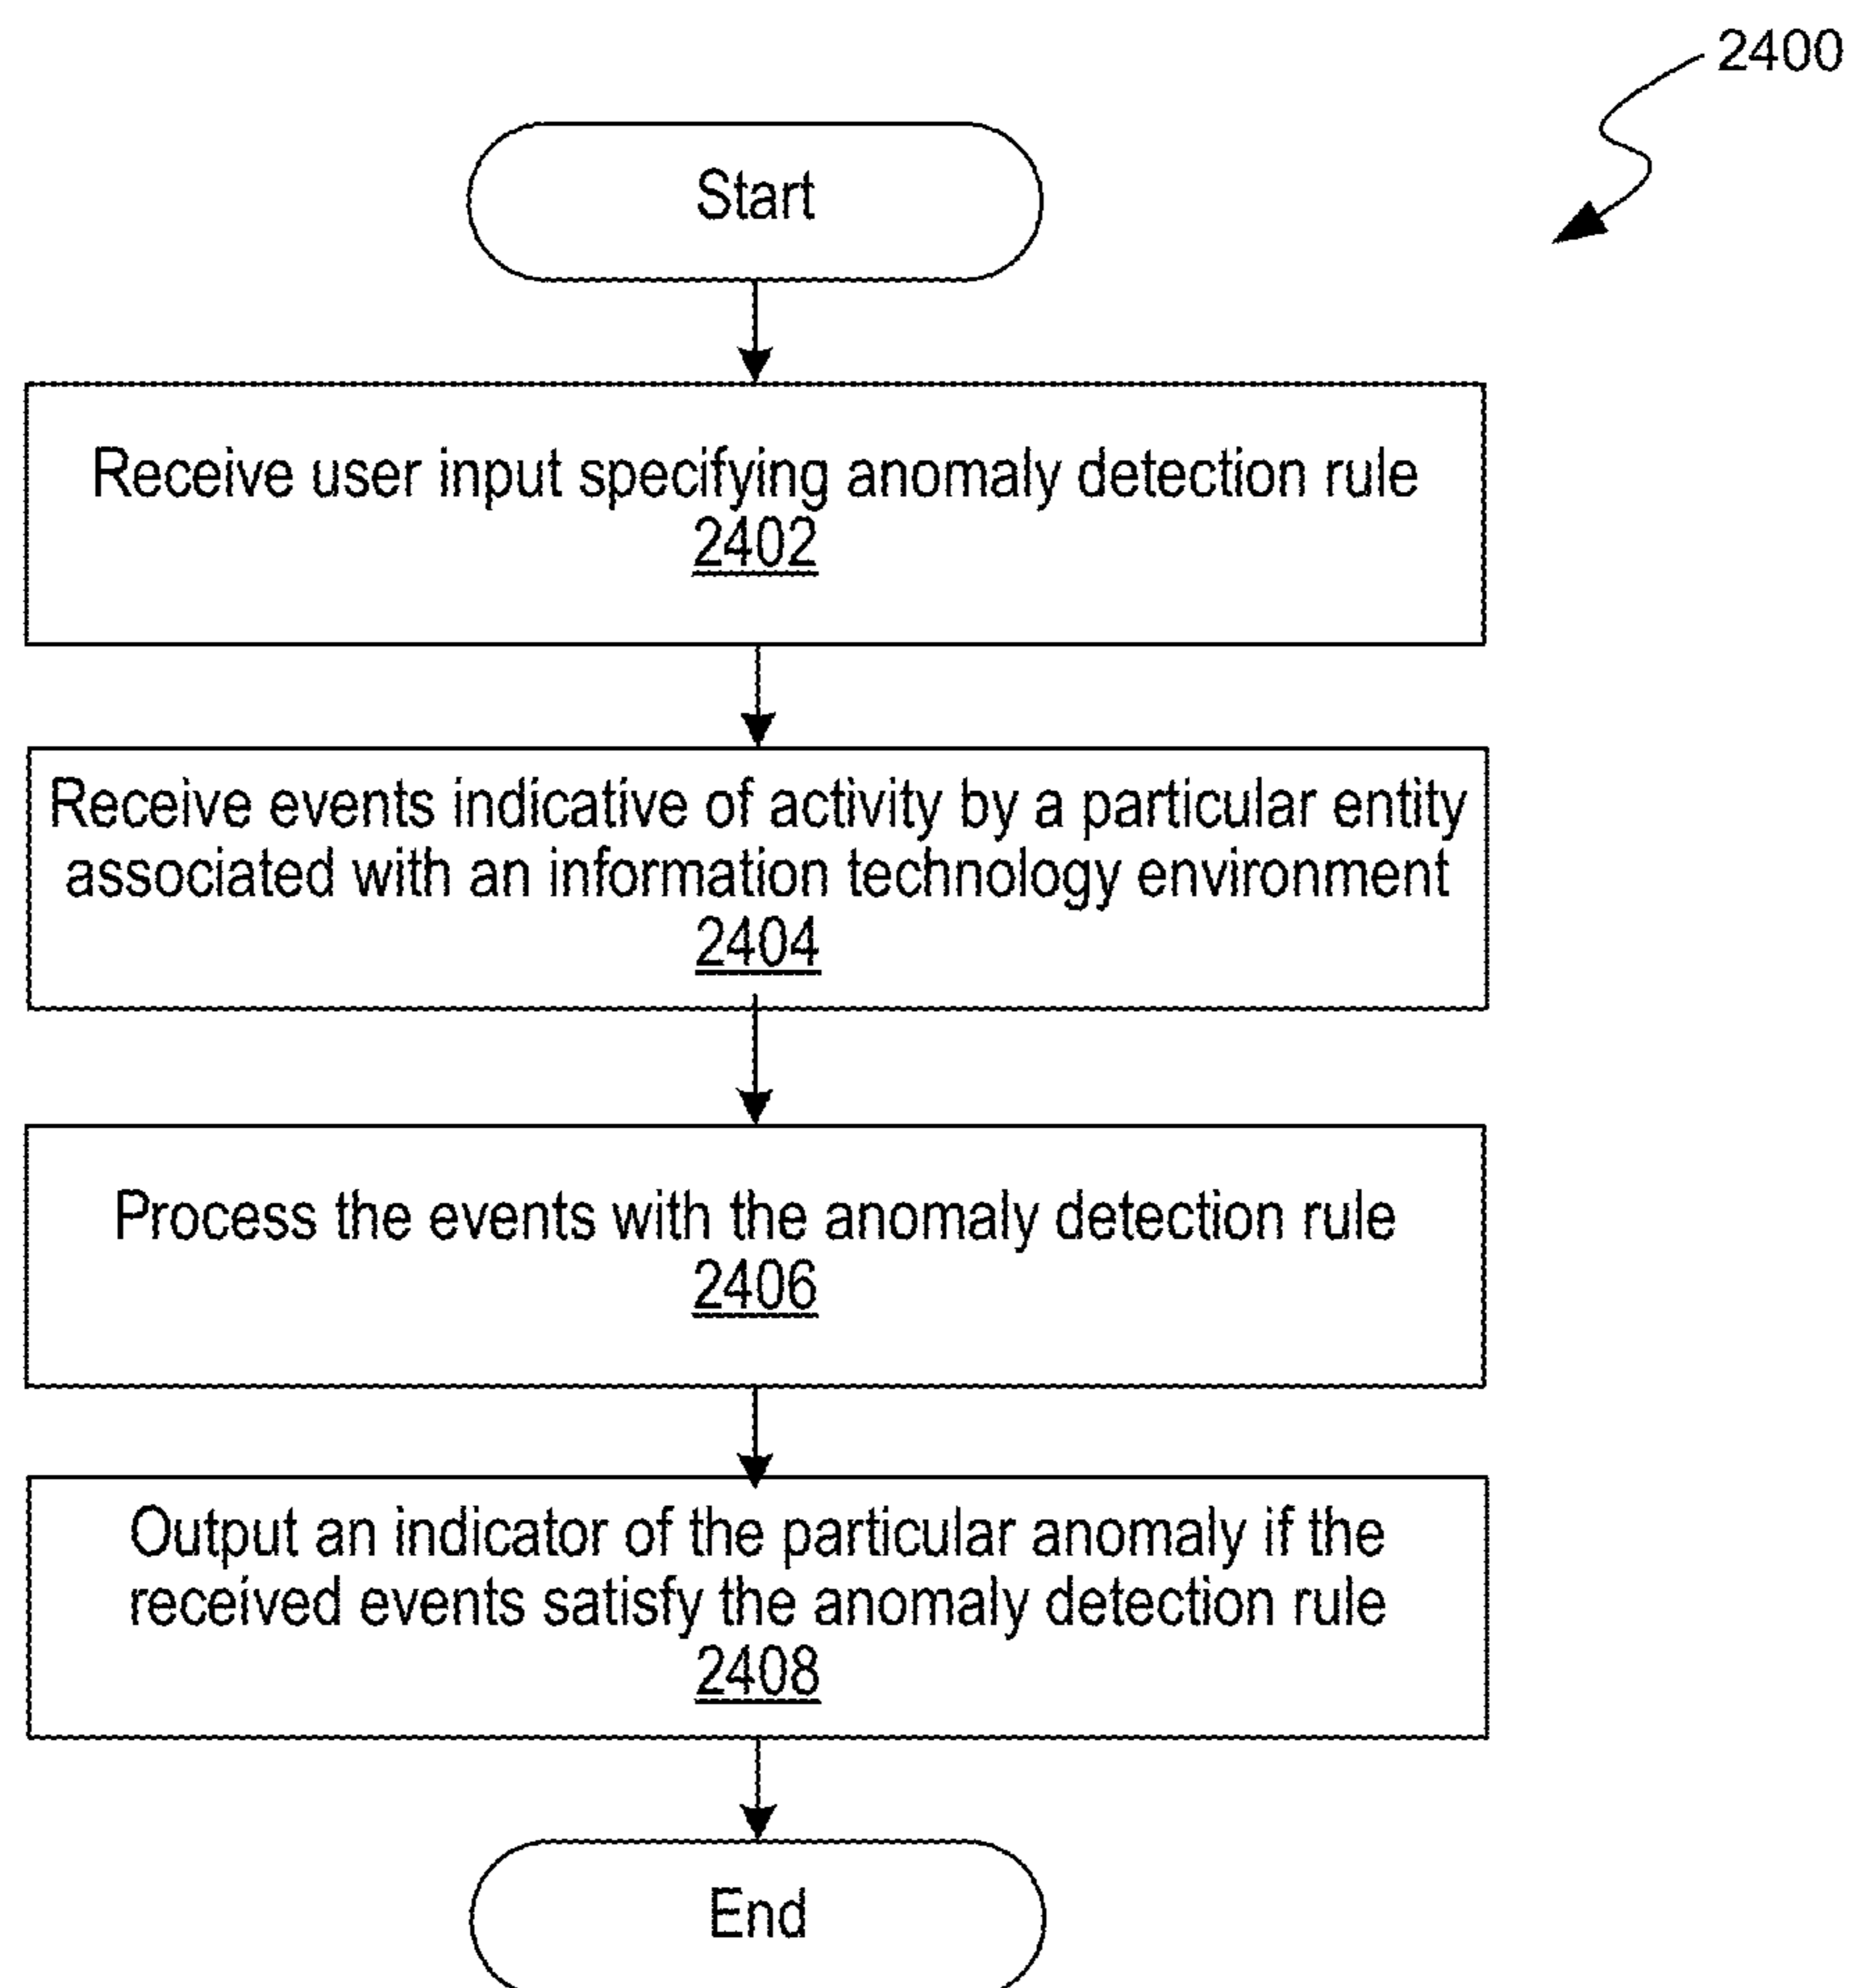 2400
Start
Receive user input specifying anomaly detection rule
2402
Receive events indicative of activity by a particular entity
associated with an information technology environment
2404
Process the events with the anomaly detection rule
2406
Output an indicator of the particular anomaly if the
received events satisfy the anomaly detection rule
2408
End